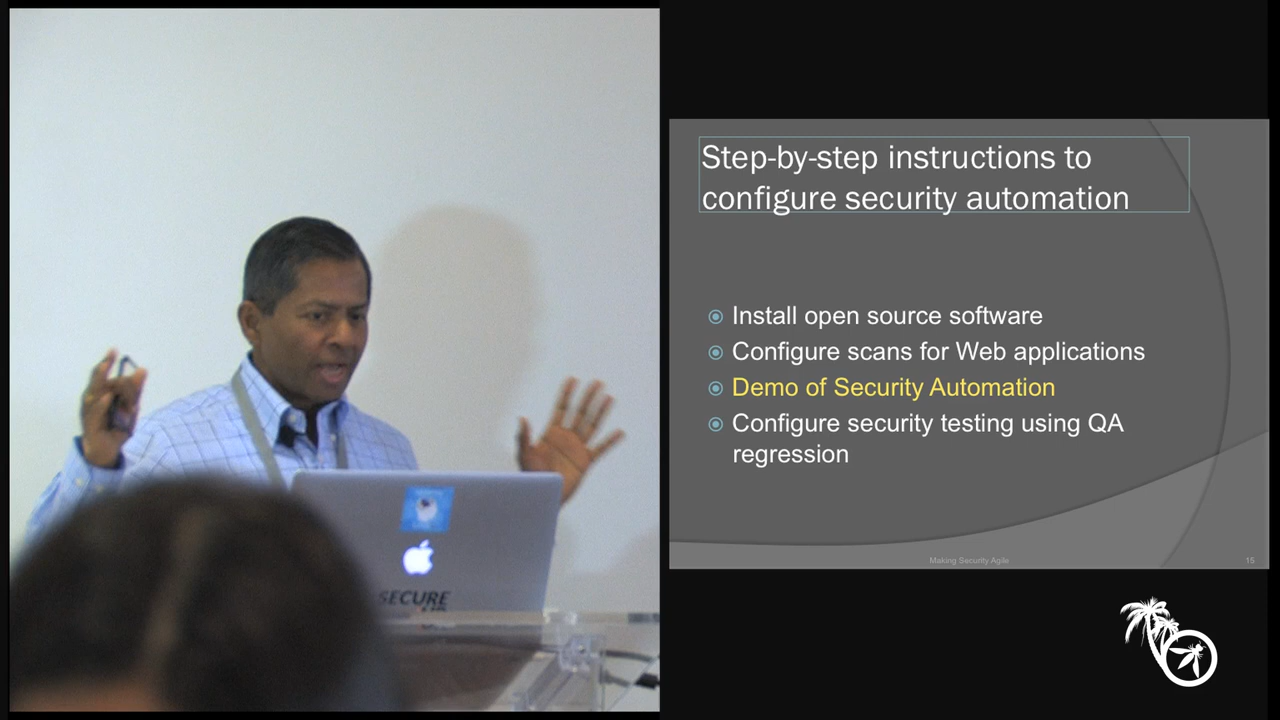 Step-by-step instructions to
configure security automation
Install open source software
Configure scans for Web applications
Demo of Security Automation
Configure security testing using QA
regression
Making Security Agile
15
SECURE